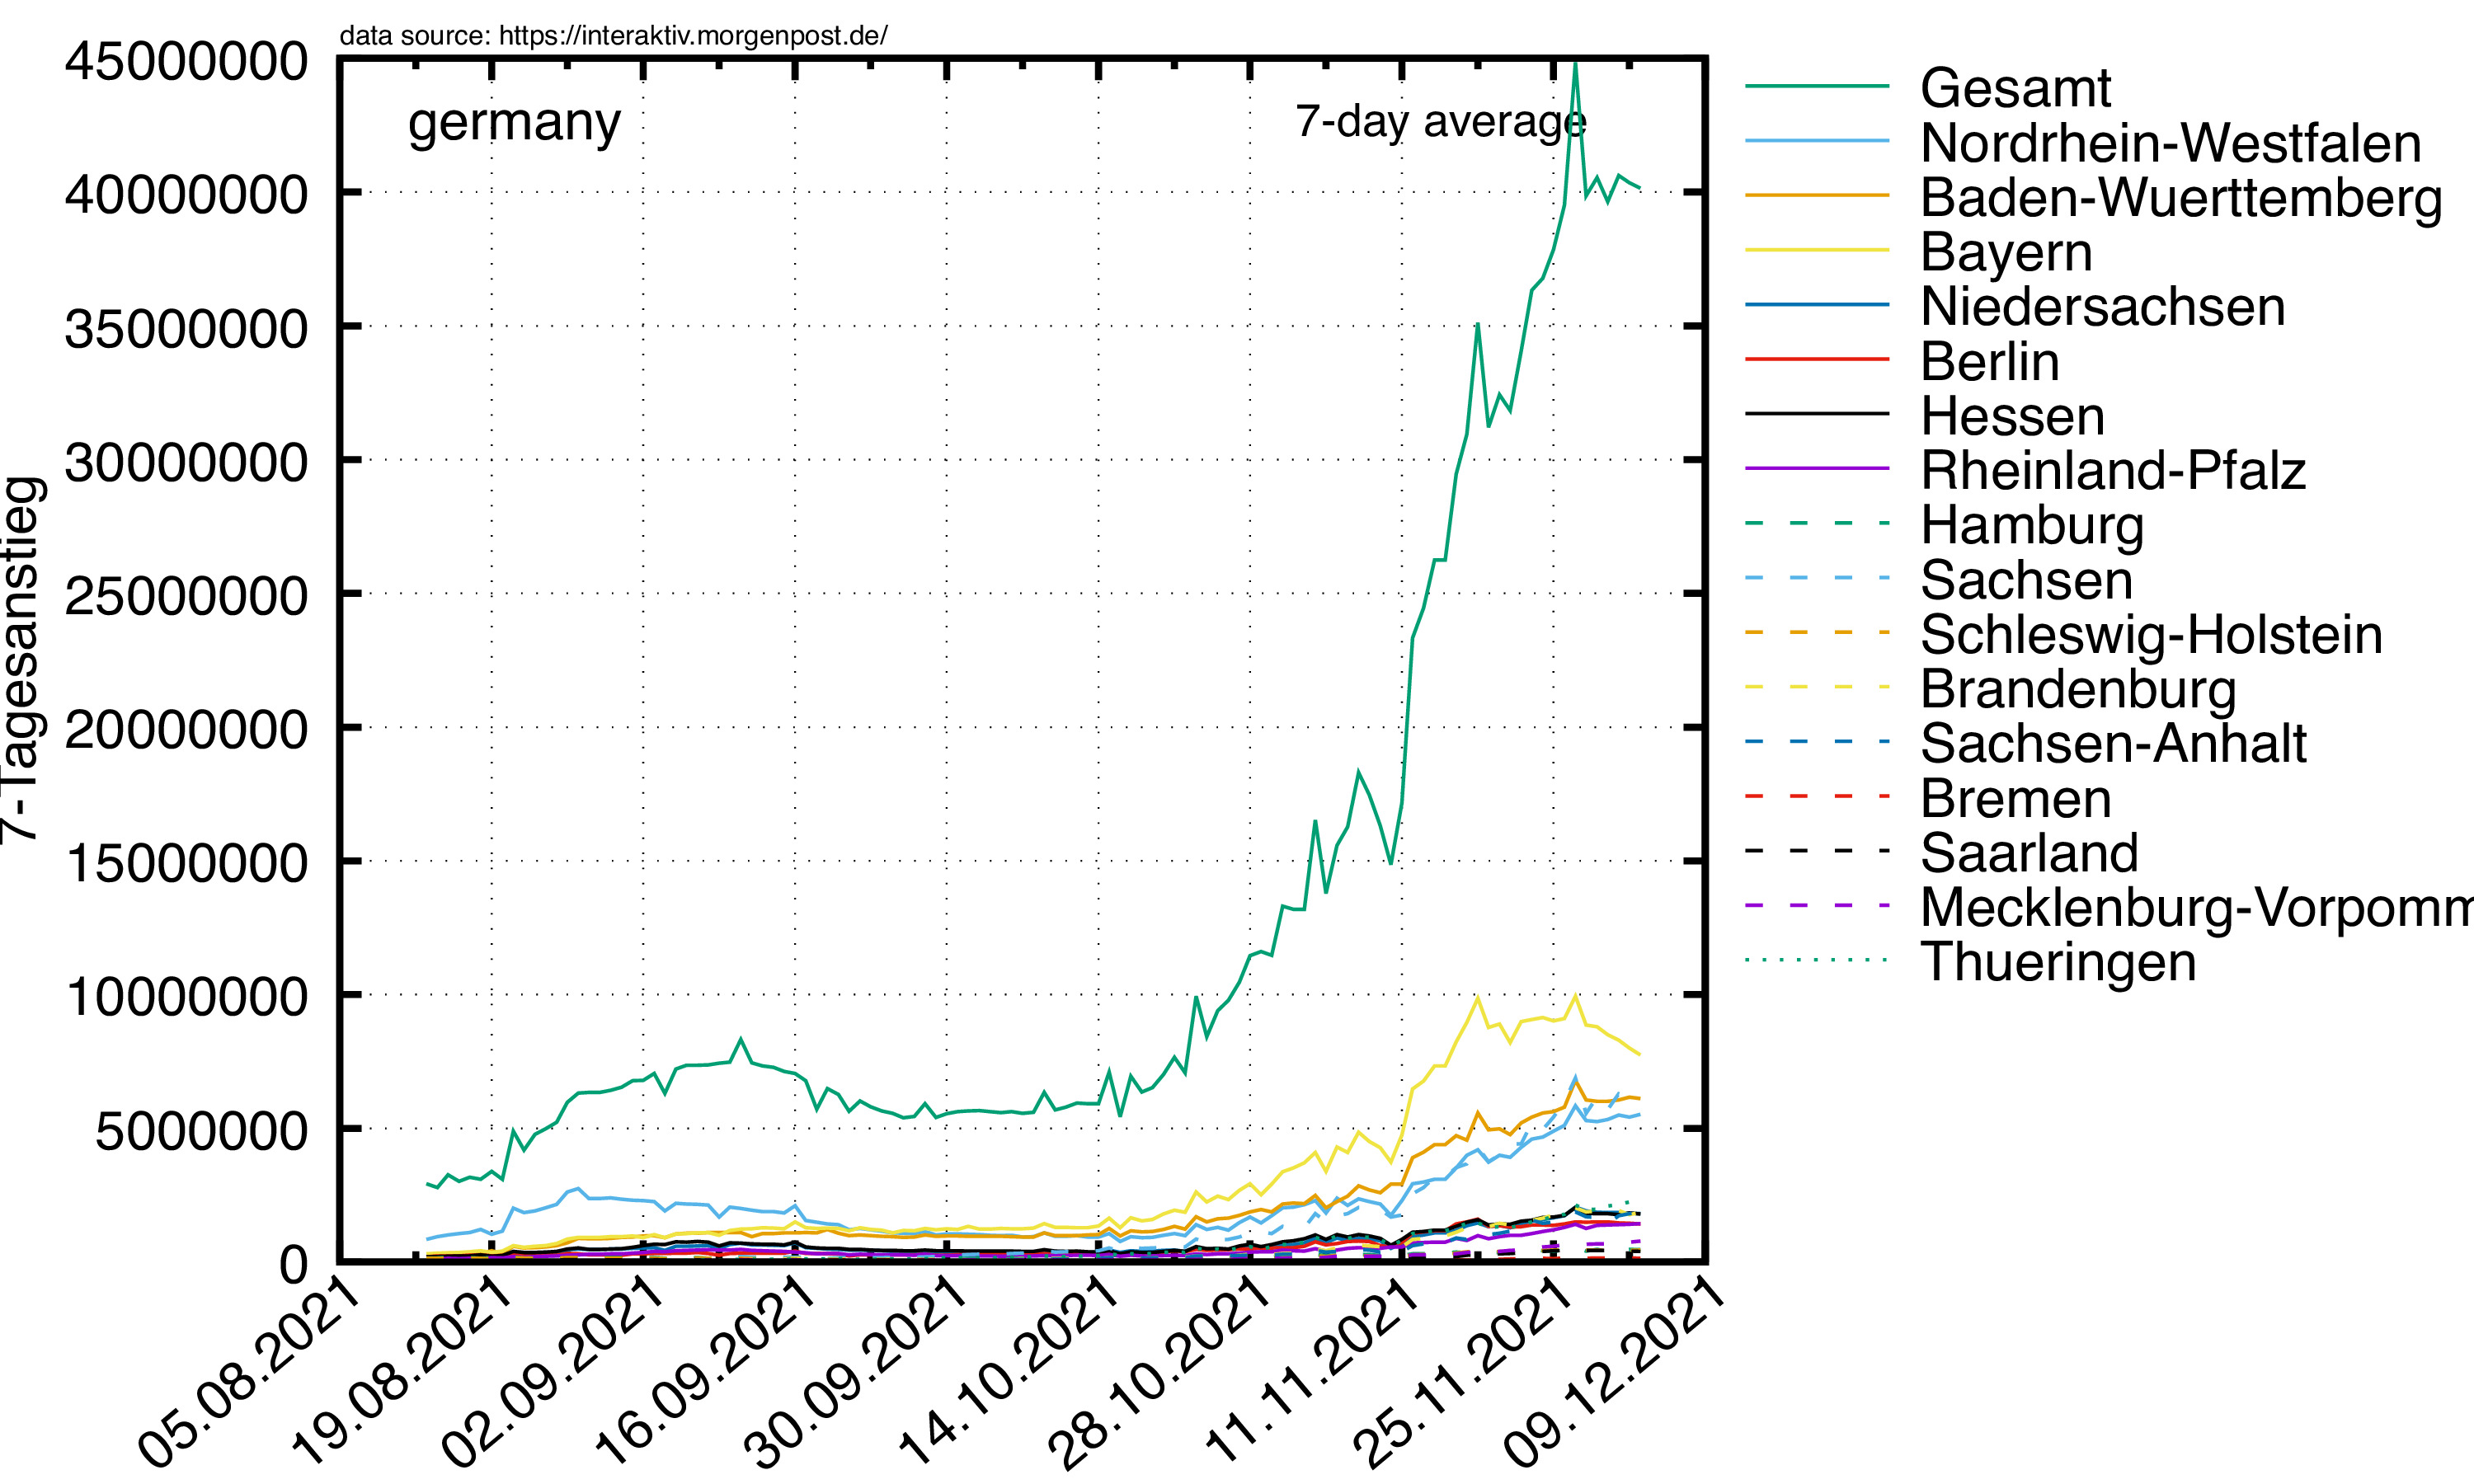 data source: https://interaktiv.morgenpost.de/
germany
7-day average
7-Tagesanstieg
45000000
40000000
35000000
30000000
25000000
20000000
15000000
10000000
5000000
0
05.08.2021
19.08.2021
02.09.2021
16.09.2021
30.09.2021
14.10.2021
28.10.2021
11.11.2021
25.11.2021
09.12.2021
Gesamt
Nordrhein-Westfalen
Baden-Wuerttemberg
Bayern
Niedersachsen
Berlin
Hessen
Rheinland-Pfalz
Hamburg
Sachsen
Schleswig-Holstein
Brandenburg
Sachsen-Anhalt
Bremen
Saarland
Mecklenburg-Vorpomm
Thueringen